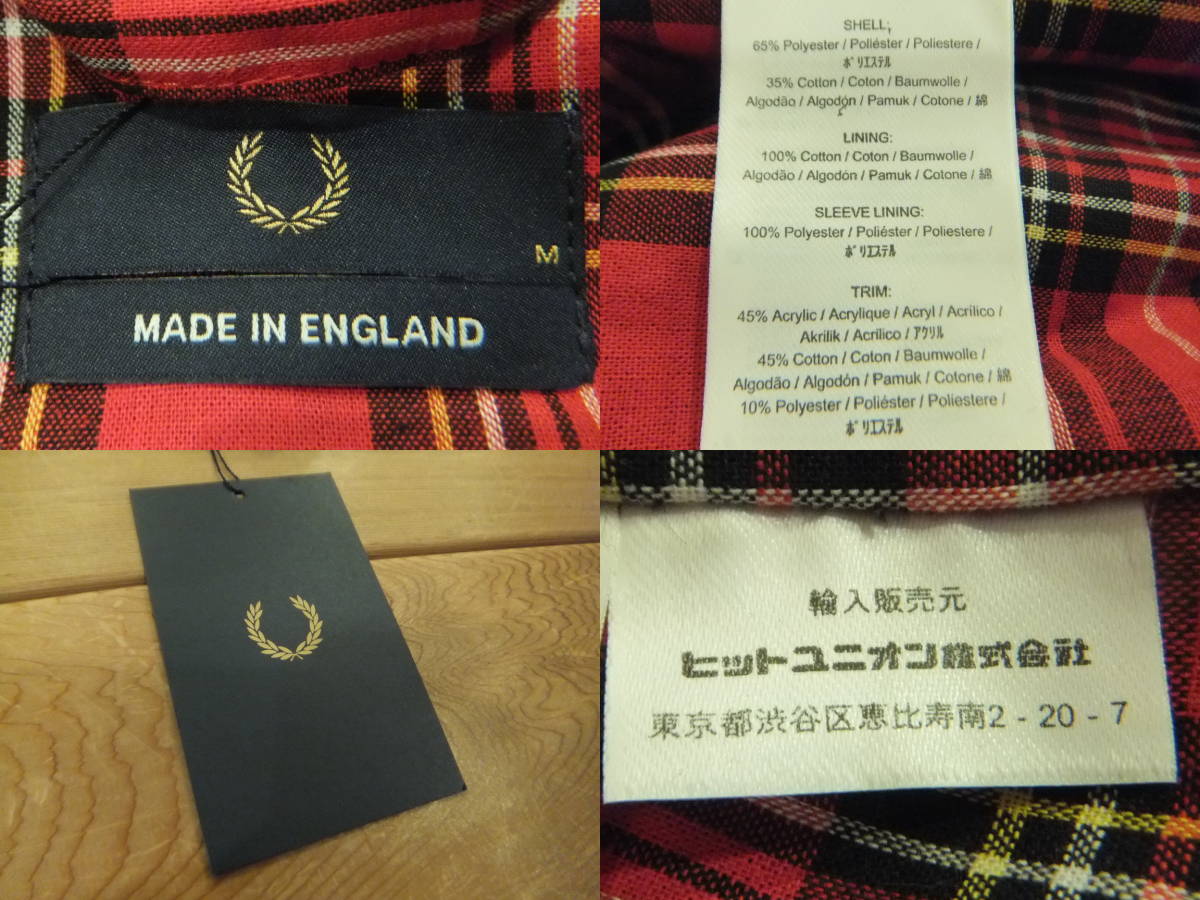 M
MADE IN ENGLAND
SHELL;
65% Polyester / Poliéster / Poliestere /
ポリエステル
35% Cotton / Coton / Baumwolle /
Algodão / Algodón / Pamuk / Cotone / 綿
LINING:
100% Cotton / Coton / Baumwolle /
Algodão / Algodón / Pamuk / Cotone / 綿
SLEEVE LINING:
100% Polyester / Poliéster / Poliestere /
ポリエステル
TRIM:
45% Acrylic / Acrylique / Acryl / Acrilico /
Akrilik / Acrílico / アクリル
45% Cotton / Coton / Baumwolle /
Algodão / Algodón / Pamuk / Cotone / 綿
10% Polyester / Poliéster / Poliestere /
ポリエステル
輸入販売元
ヒットユニオン株式会社
東京都渋谷区恵比寿南2 - 20 - 7